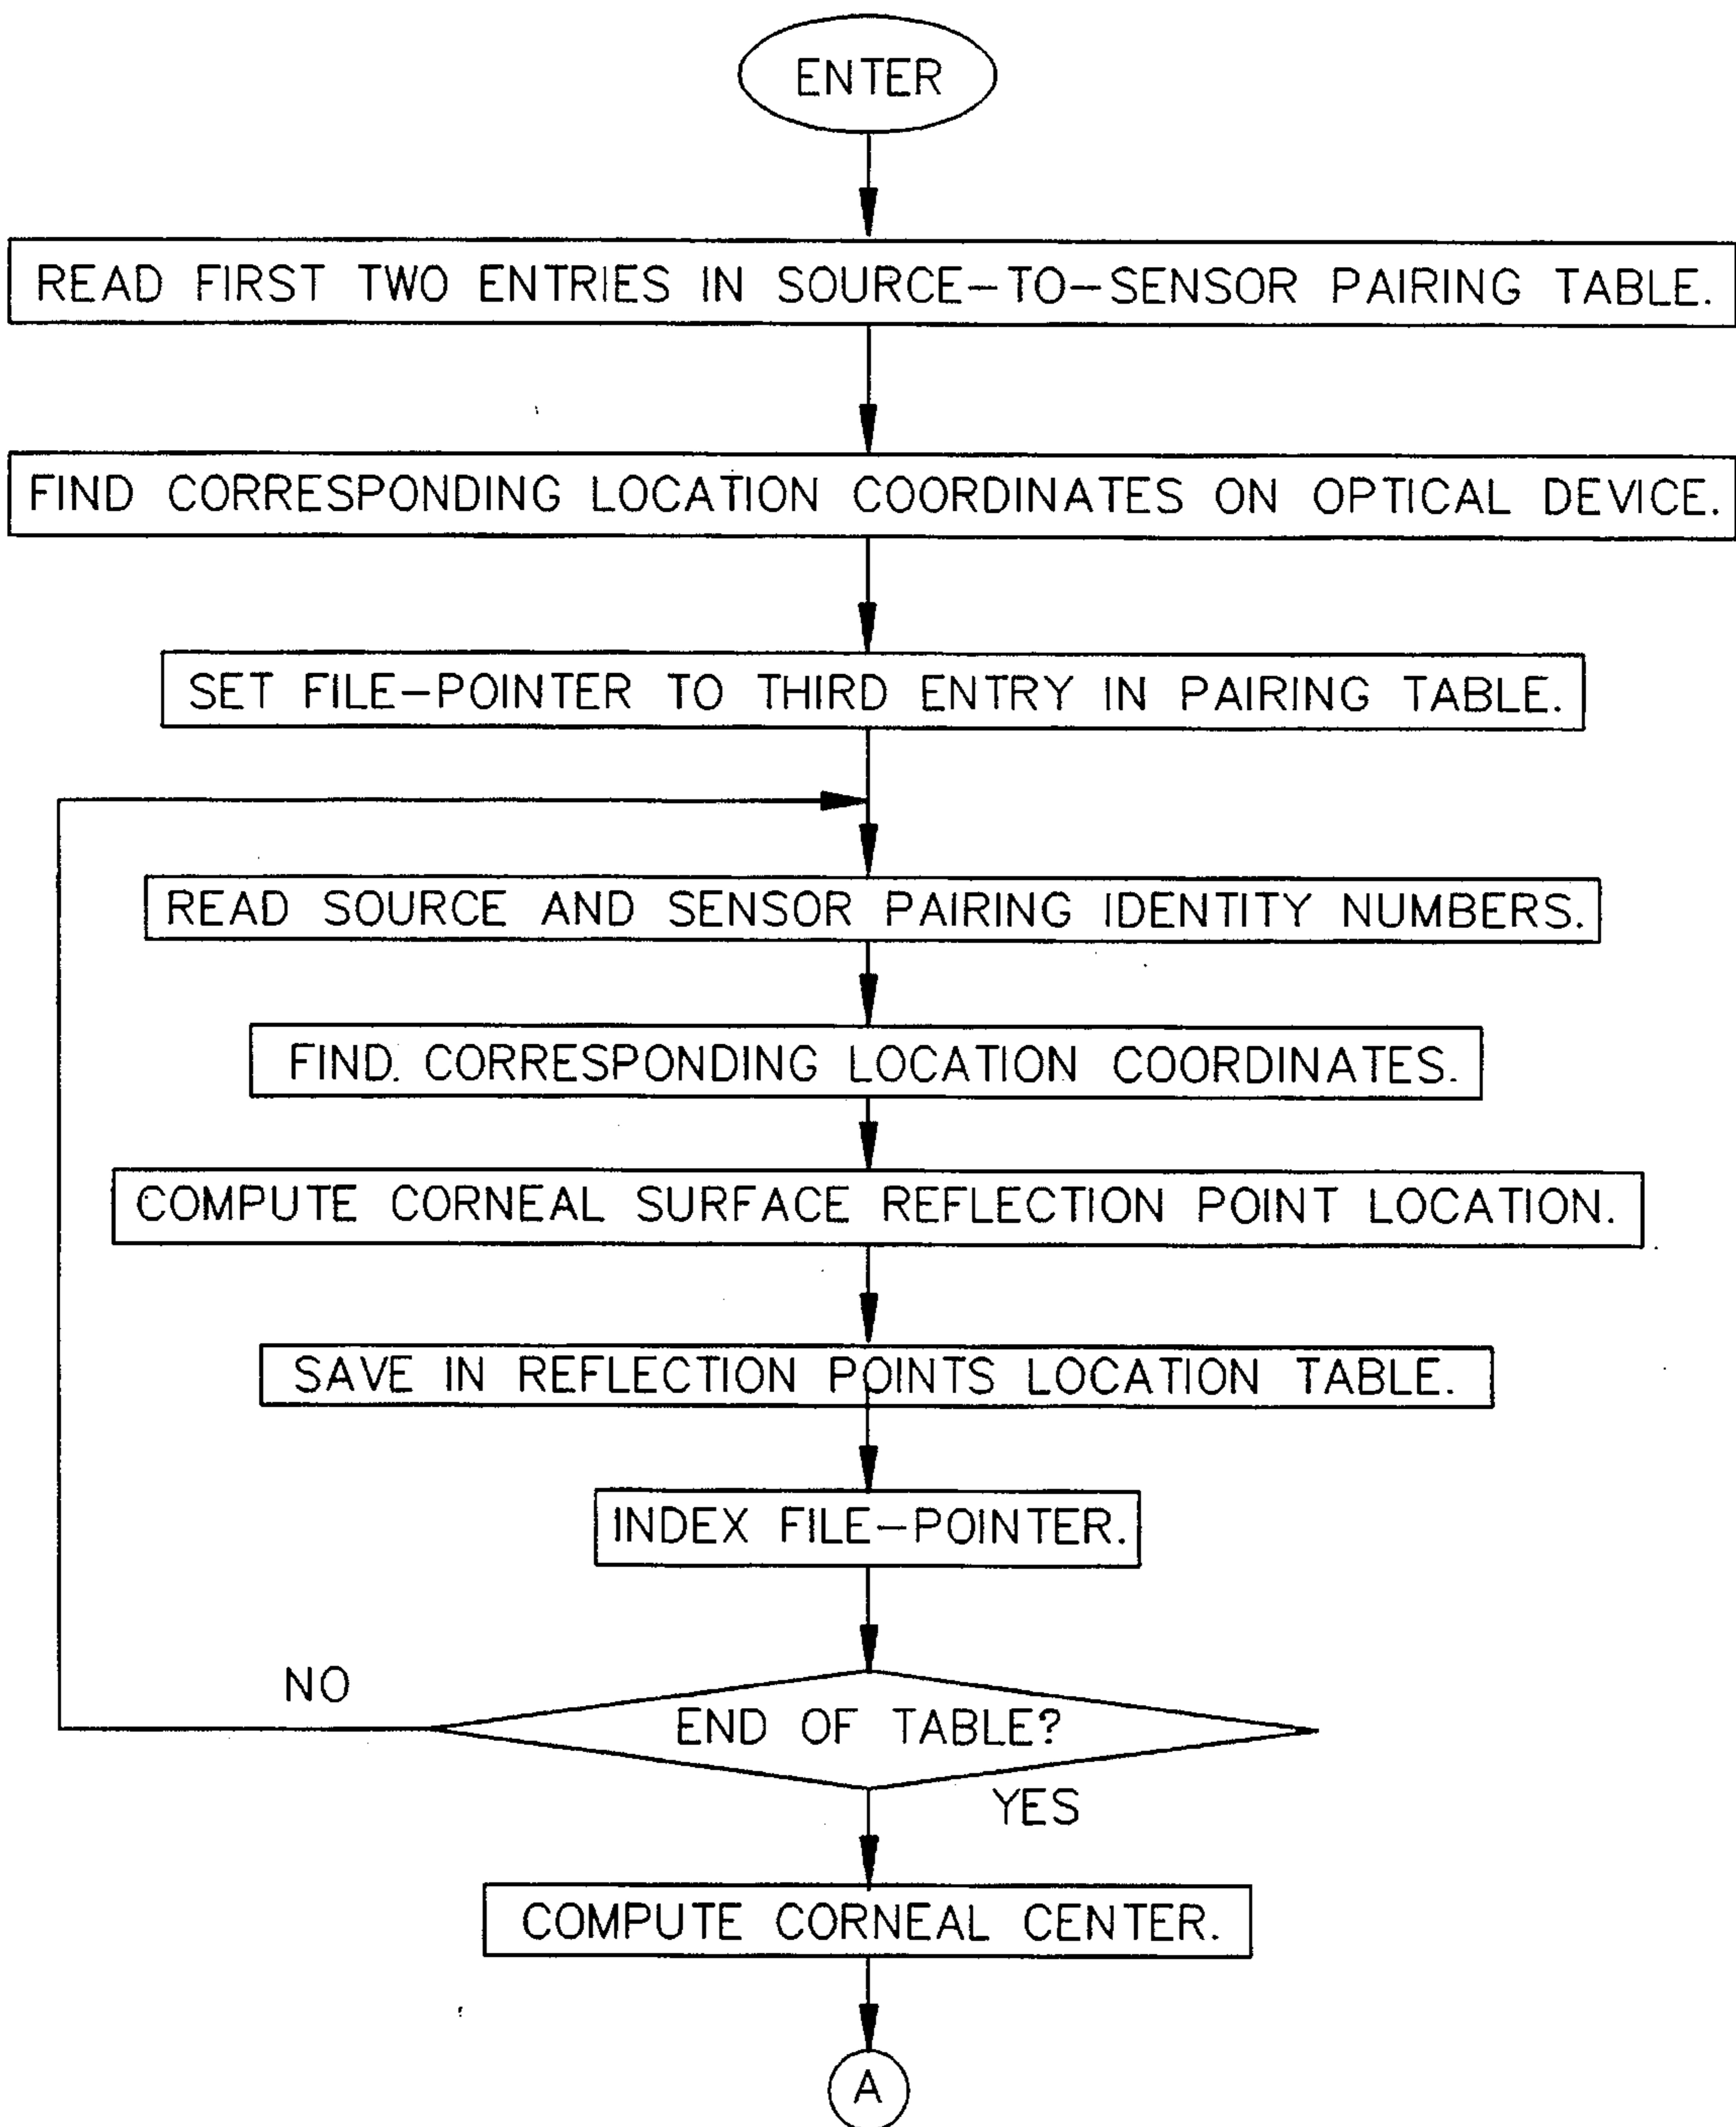 ENTER
READ FIRST TWO ENTRIES IN SOURCE-TO-SENSOR PAIRING TABLE.
FIND CORRESPONDING LOCATION COORDINATES ON OPTICAL DEVICE.
SET FILE-POINTER TO THIRD ENTRY IN PAIRING TABLE.
READ SOURCE AND SENSOR PAIRING IDENTITY NUMBERS.
FIND. CORRESPONDING LOCATION COORDINATES.
COMPUTE CORNEAL SURFACE REFLECTION POINT LOCATION.
SAVE IN REFLECTION POINTS LOCATION TABLE.
INDEX FILE-POINTER.
NO
END OF TABLE?
YES
COMPUTE CORNEAL CENTER.
A